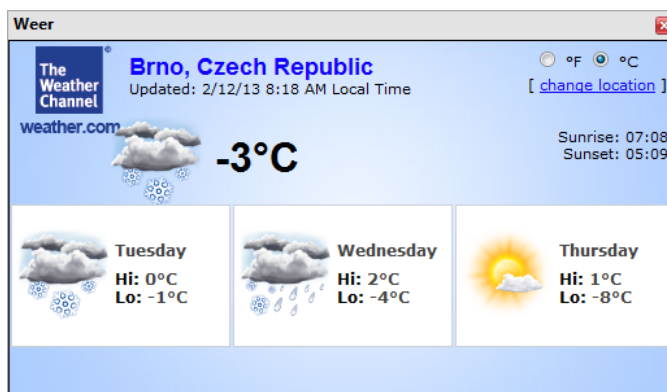 Weer
The
Weather
Channel
weather.com
Brno, Czech Republic
Updated: 2/12/13 8:18 AM Local Time
°F °C
[ change location ]
-3°C
Sunrise: 07:08
Sunset: 05:09
Tuesday
Hi: 0°C
Lo: -1°C
Wednesday
Hi: 2°C
Lo: -4°C
Thursday
Hi: 1°C
Lo: -8°C